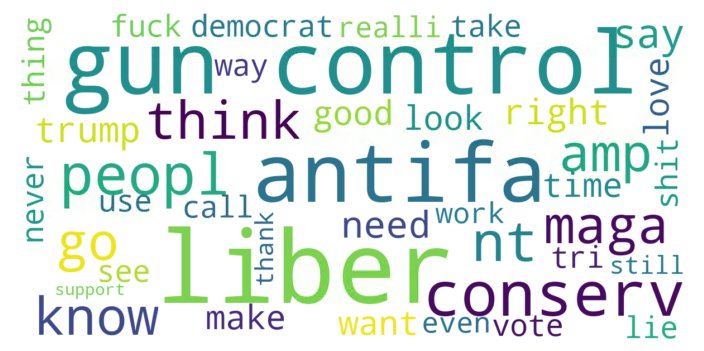 thing fuck democrat realli take say
gun way control love
trump think good look right
never peopl antifa amp shit
use call time
go see thank need work nt maga
liber tri still
support conserv
know make want even vote lie